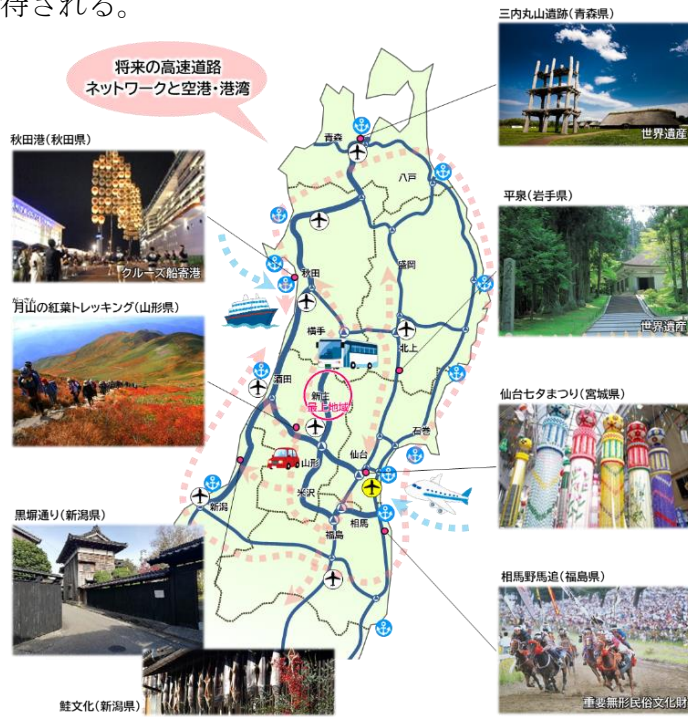 待される。
三内丸山遺跡(青森県)
世界遺産
将来の高速道路
ネットワークと空港・港湾
秋田港(秋田県)
クルーズ船寄港
平泉(岩手県)
世界遺産
がっさん
月山の紅葉トレッキング(山形県)
仙台七夕まつり(宮城県)
黒塀通り(新潟県)
相馬野馬追(福島県)
重要無形民俗文化財
鮭文化(新潟県)
青森
八戸
秋田
盛岡
横手
北上
酒田
新庄
最上地域
石巻
仙台
山形
米沢
新潟
相馬
福島